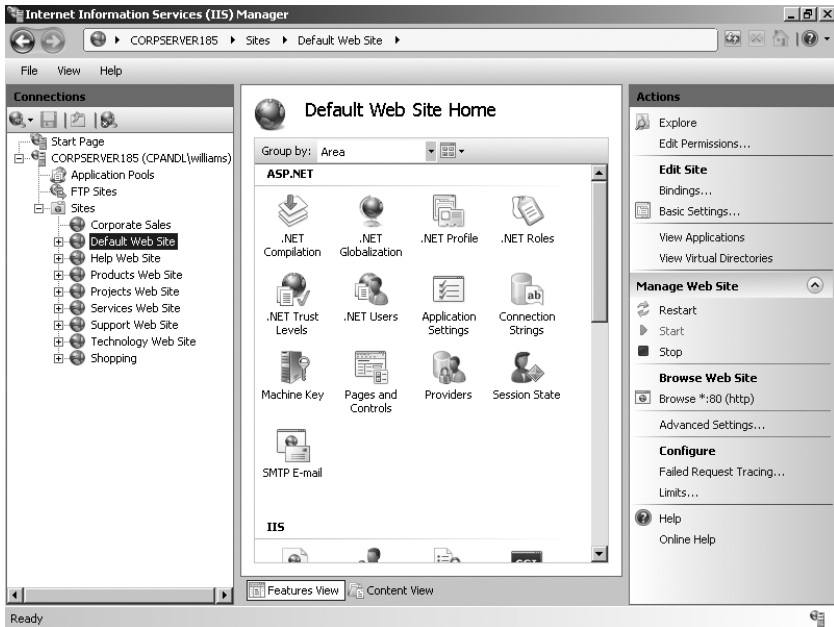 Internet Information Services (IIS) Manager
CORPSERVER185
Sites
Default Web Site
File
View
Help
Connections
Start Page
CORPSERVER185 (CPANDL\williams)
Application Pools
FTP Sites
Sites
Corporate Sales
Default Web Site
Help Web Site
Products Web Site
Projects Web Site
Services Web Site
Support Web Site
Technology Web Site
Shopping
Default Web Site Home
Group by: Area
ASP.NET
.NET
Compilation
.NET
Globalization
.NET Profile
.NET Roles
.NET Trust
Levels
.NET Users
Application
Settings
Connection
Strings
Machine Key
Pages and
Controls
Providers
Session State
SMTP E-mail
IIS
Features View
Content View
Actions
Explore
Edit Permissions...
Edit Site
Bindings...
Basic Settings...
View Applications
View Virtual Directories
Manage Web Site
Restart
Start
Stop
Browse Web Site
Browse *:80 (http)
Advanced Settings...
Configure
Failed Request Tracing...
Limits...
Help
Online Help
Ready